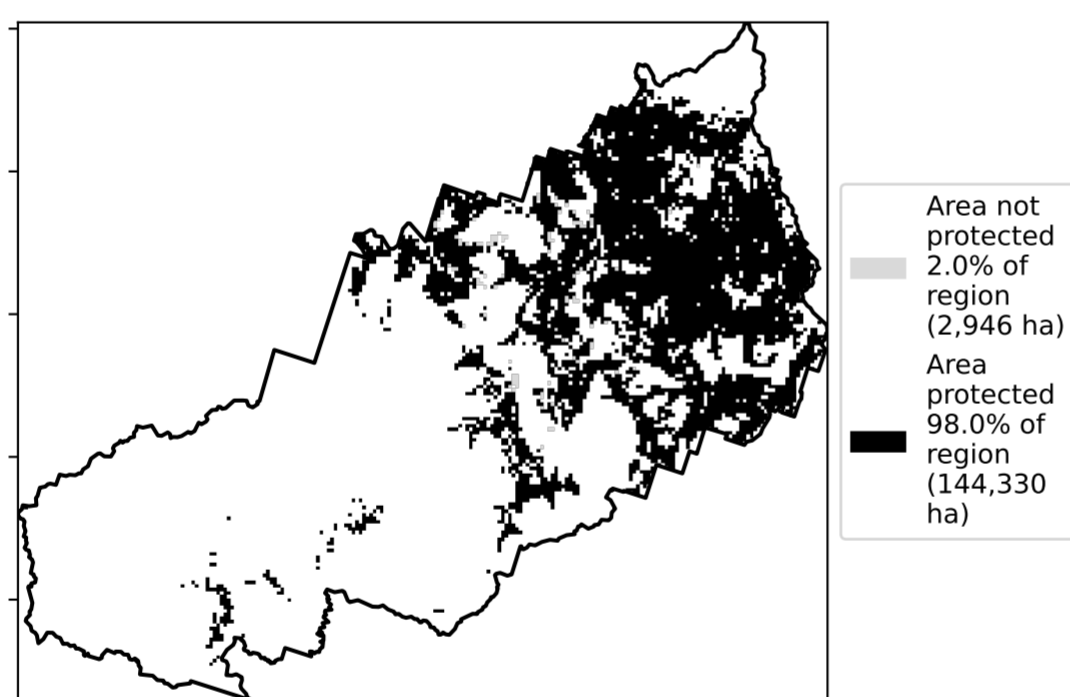 Area not
protected
2.0% of
region
(2,946 ha)
Area
protected
98.0% of
region
(144,330
ha)